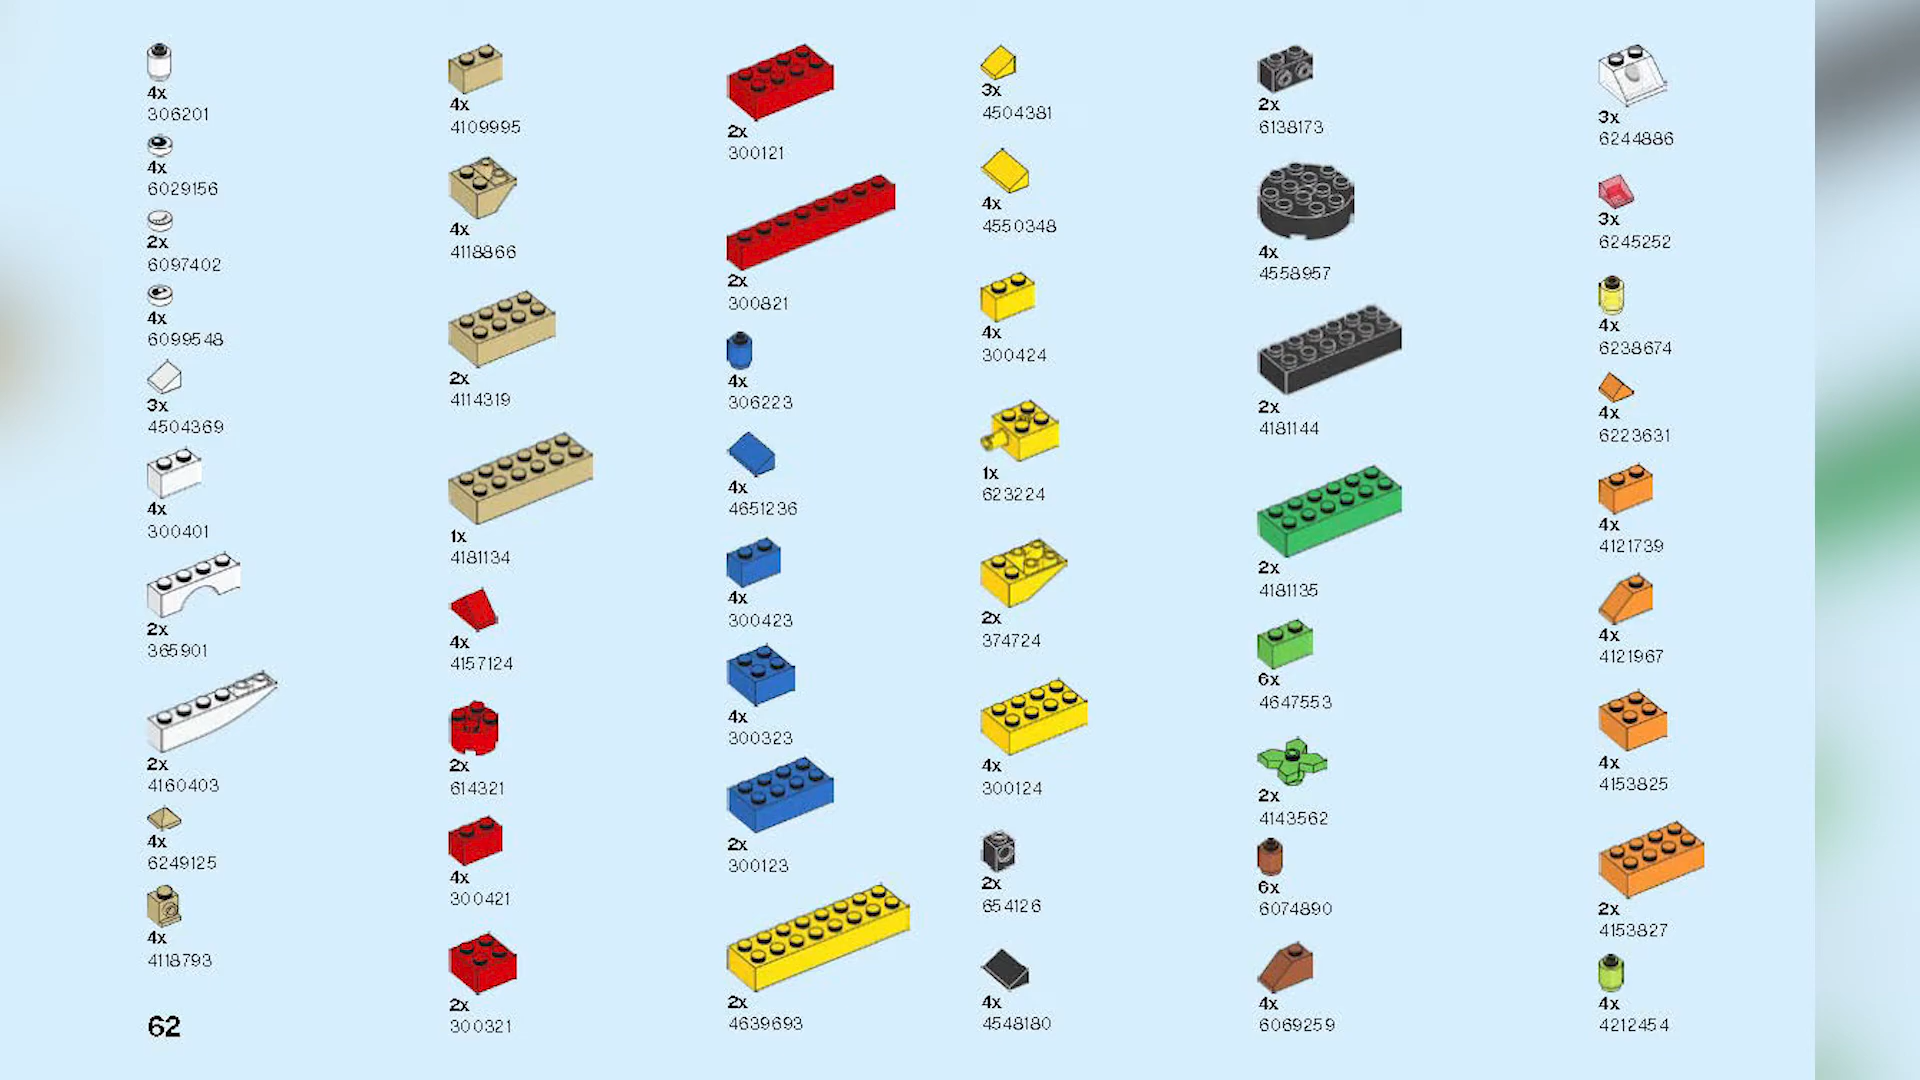 4x
306201
4x
6029156
2x
6097402
4x
6099548
3x
4504369
4x
300401
2x
365901
2x
4160403
4x
6249125
4x
4118793
62
4x
4109995
4x
4118866
2x
4114319
1x
4181134
4x
4157124
2x
614321
4x
300421
2x
300321
2x
300121
2x
300821
4x
306223
4x
4651236
4x
300423
4x
300323
2x
300123
2x
4639693
3x
4504381
4x
4550348
4x
300424
1x
623224
2x
374724
4x
300124
2x
654126
4x
4548180
2x
6138173
4x
4558957
2x
4181144
2x
4181135
6x
4647553
2x
4143562
6x
6074890
4x
6069259
3x
6244886
3x
6245252
4x
6238674
4x
6223631
4x
4121739
4x
4121967
4x
4153825
2x
4153827
4x
4212454